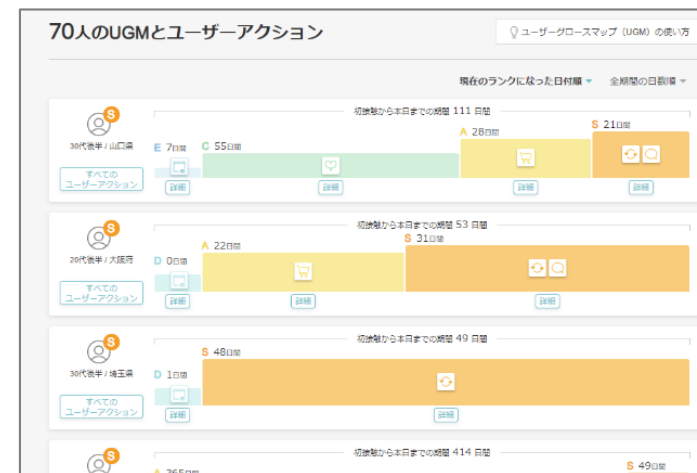 70人のUGMとユーザーアクション
ユーザーグロースマップ（UGM）の使い方
現在のランクになった日付順 全期間の日数順
初接触から本日までの期間 111 日間
S
30代後半 / 山口県
E 7日間
C 55日間
A 28日間
S 21日間
すべての
ユーザーアクション
詳細
詳細
詳細
詳細
初接触から本日までの期間 53 日間
S
20代後半 / 大阪府
D 0日間
A 22日間
S 31日間
すべての
ユーザーアクション
詳細
詳細
詳細
初接触から本日までの期間 49 日間
S
30代後半 / 埼玉県
D 1日間
S 48日間
すべての
ユーザーアクション
詳細
詳細
初接触から本日までの期間 414 日間
S
A 365日間
S 49日間